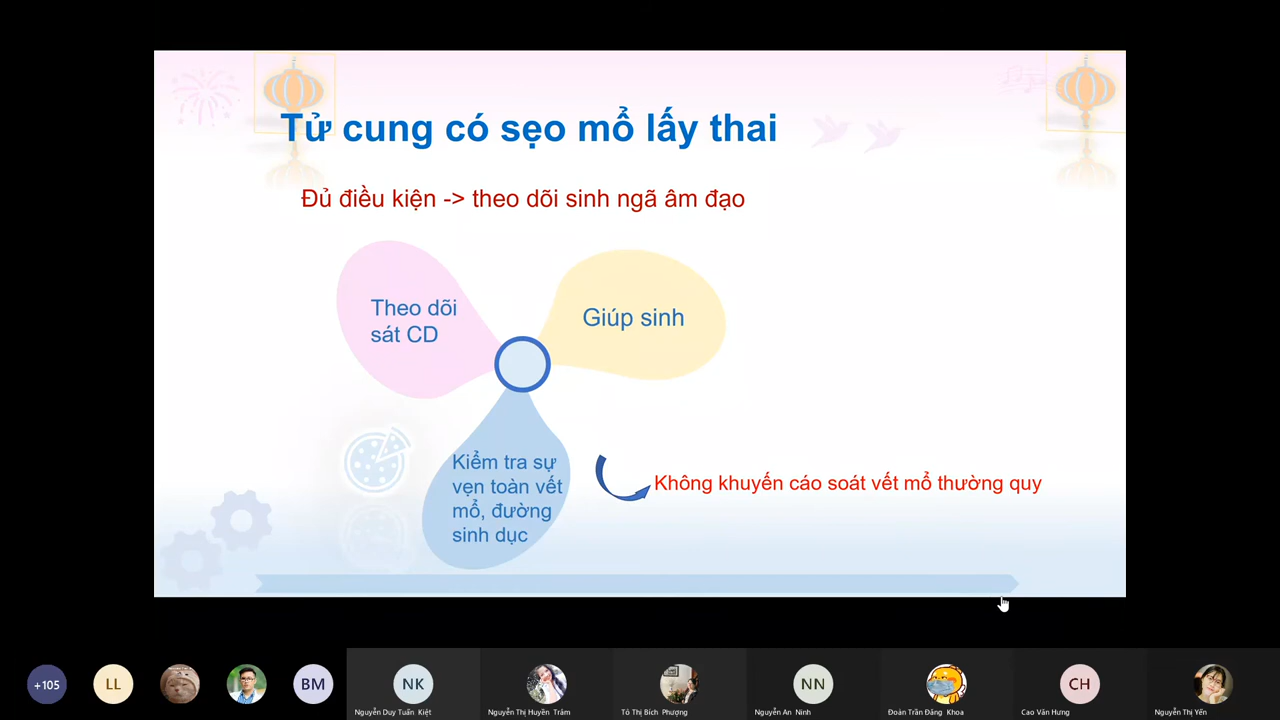 Tử cung có sẹo mổ lấy thai
Đủ điều kiện -> theo dõi sinh ngã âm đạo
Theo dõi
sát CD
Giúp sinh
Kiểm tra sự
vẹn toàn vết
mổ, đường
sinh dục
Không khuyến cáo soát vết mổ thường quy
+105
LL
BM
NK
NN
CH
Nguyễn Duy Tuấn Kiệt
Nguyễn Thị Huyền Trâm
Tô Thị Bích Phượng
Nguyễn An Ninh
Đoàn Trần Đăng Khoa
Cao Văn Hưng
Nguyễn Thị Yến